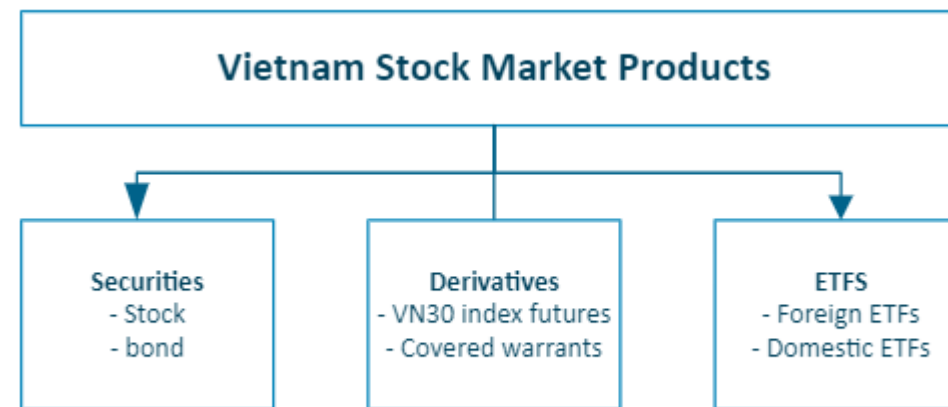 Vietnam Stock Market Products
Securities
- Stock
- bond
Derivatives
- VN30 index futures
- Covered warrants
ETFS
- Foreign ETFs
- Domestic ETFs